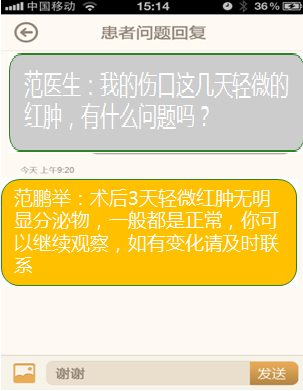 中国移动 15:14 36%
患者问题回复
范医生：我的伤口这几天轻微的
红肿，有什么问题吗？
今天 上午9:20
范鹏举：术后3天轻微红肿无明
显分泌物，一般都是正常，你可
以继续观察，如有变化请及时联
系
谢谢 发送